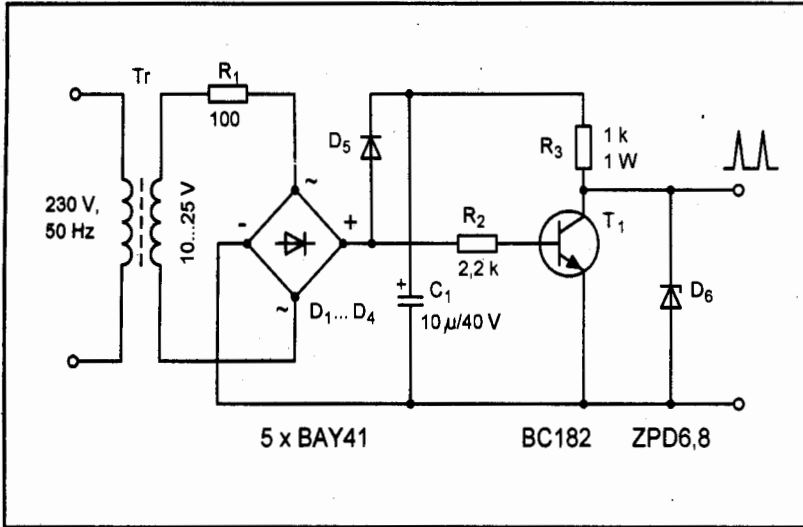 Tr
R1
100
230 V,
50 Hz
10...25 V
~
-
+
~
D1... D4
D5
R2
2,2 k
+
C1
10 µ/40 V
R3
1 k
1 W
T1
D6
5 x BAY41
BC182
ZPD6,8